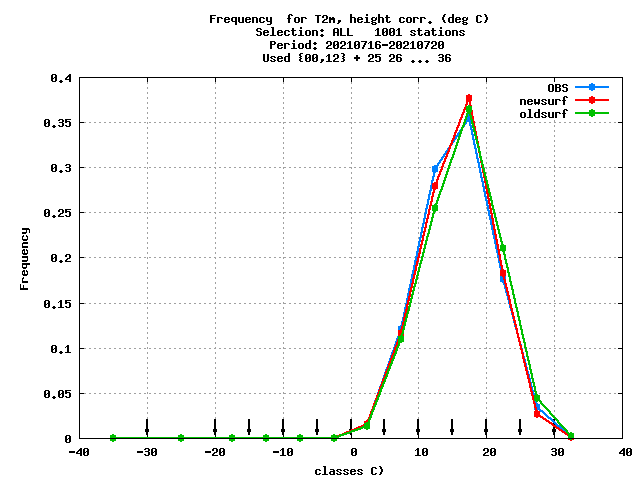 Frequency  for T2m, height corr. (deg C)
Selection: ALL   1001 stations
Period: 20210716-20210720
Used {00,12} + 25 26 ... 36
OBS
newsurf
oldsurf
0.4
0.35
0.3
0.25
0.2
0.15
0.1
0.05
0
Frequency
-40 -30 -20 -10 0 10 20 30 40
classes C)